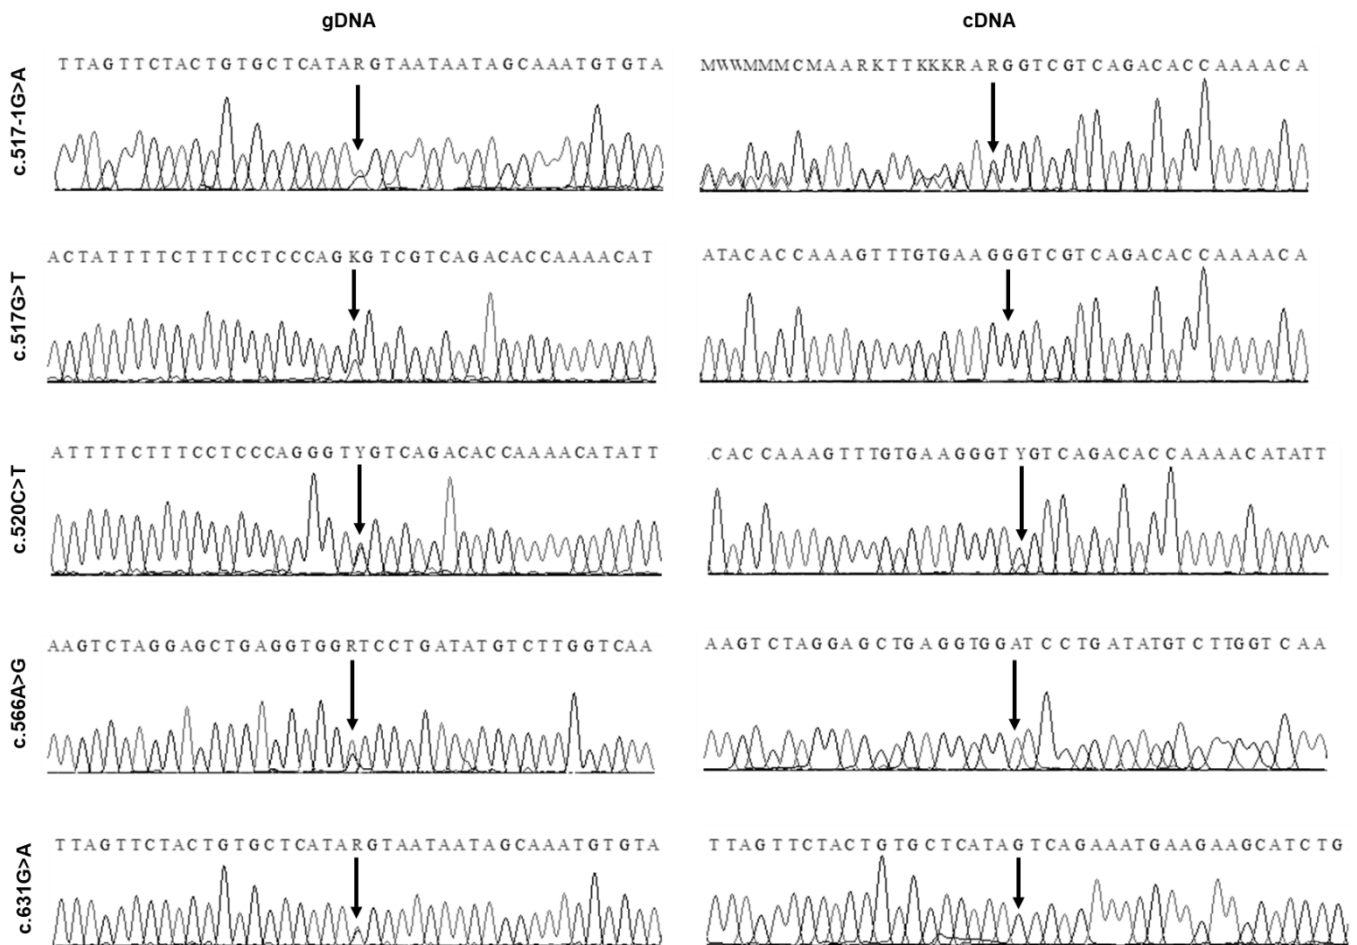 gDNA
cDNA
c.517-1G>A
TTAGTTCTACTGTGCTCATARGTAATAATAGCAAATGTGTA
MWWMMMCMAARKTTKKKRARGGTCGTCAGACACCAAAACA
c.517G>T
ACTATTTTCTTTCCTCCCAGKGTCGTCAGACACCAAAACAT
ATACACCAAAGTTTGTGAAGGGTCGTCAGACACCAAAACA
c.520C>T
ATTTTCTTTCCTCCCAGGGTYGTCAGACACCAAAACATATT
CACCAAAGTTTGTGAAGGGTYGTCAGACACCAAAACATATT
c.566A>G
AAGTCTAGGAGCTGAGGTGGRTCCTGATATGTCTTGGTCAA
AAGTCTAGGAGCTGAGGTGGATCCTGATATGTCTTGGTCAA
c.631G>A
TTAGTTCTACTGTGCTCATARGTAATAATAGCAAATGTGTA
TTAGTTCTACTGTGCTCATAGTCAGAAATGAAGAAGCATCTG